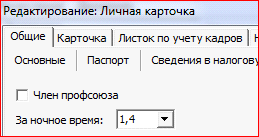 Редактирование: Личная карточка
Общие Карточка Листок по учету кадров
Основные Паспорт Сведения в налогову
Член профсоюза
За ночное время: 1,4